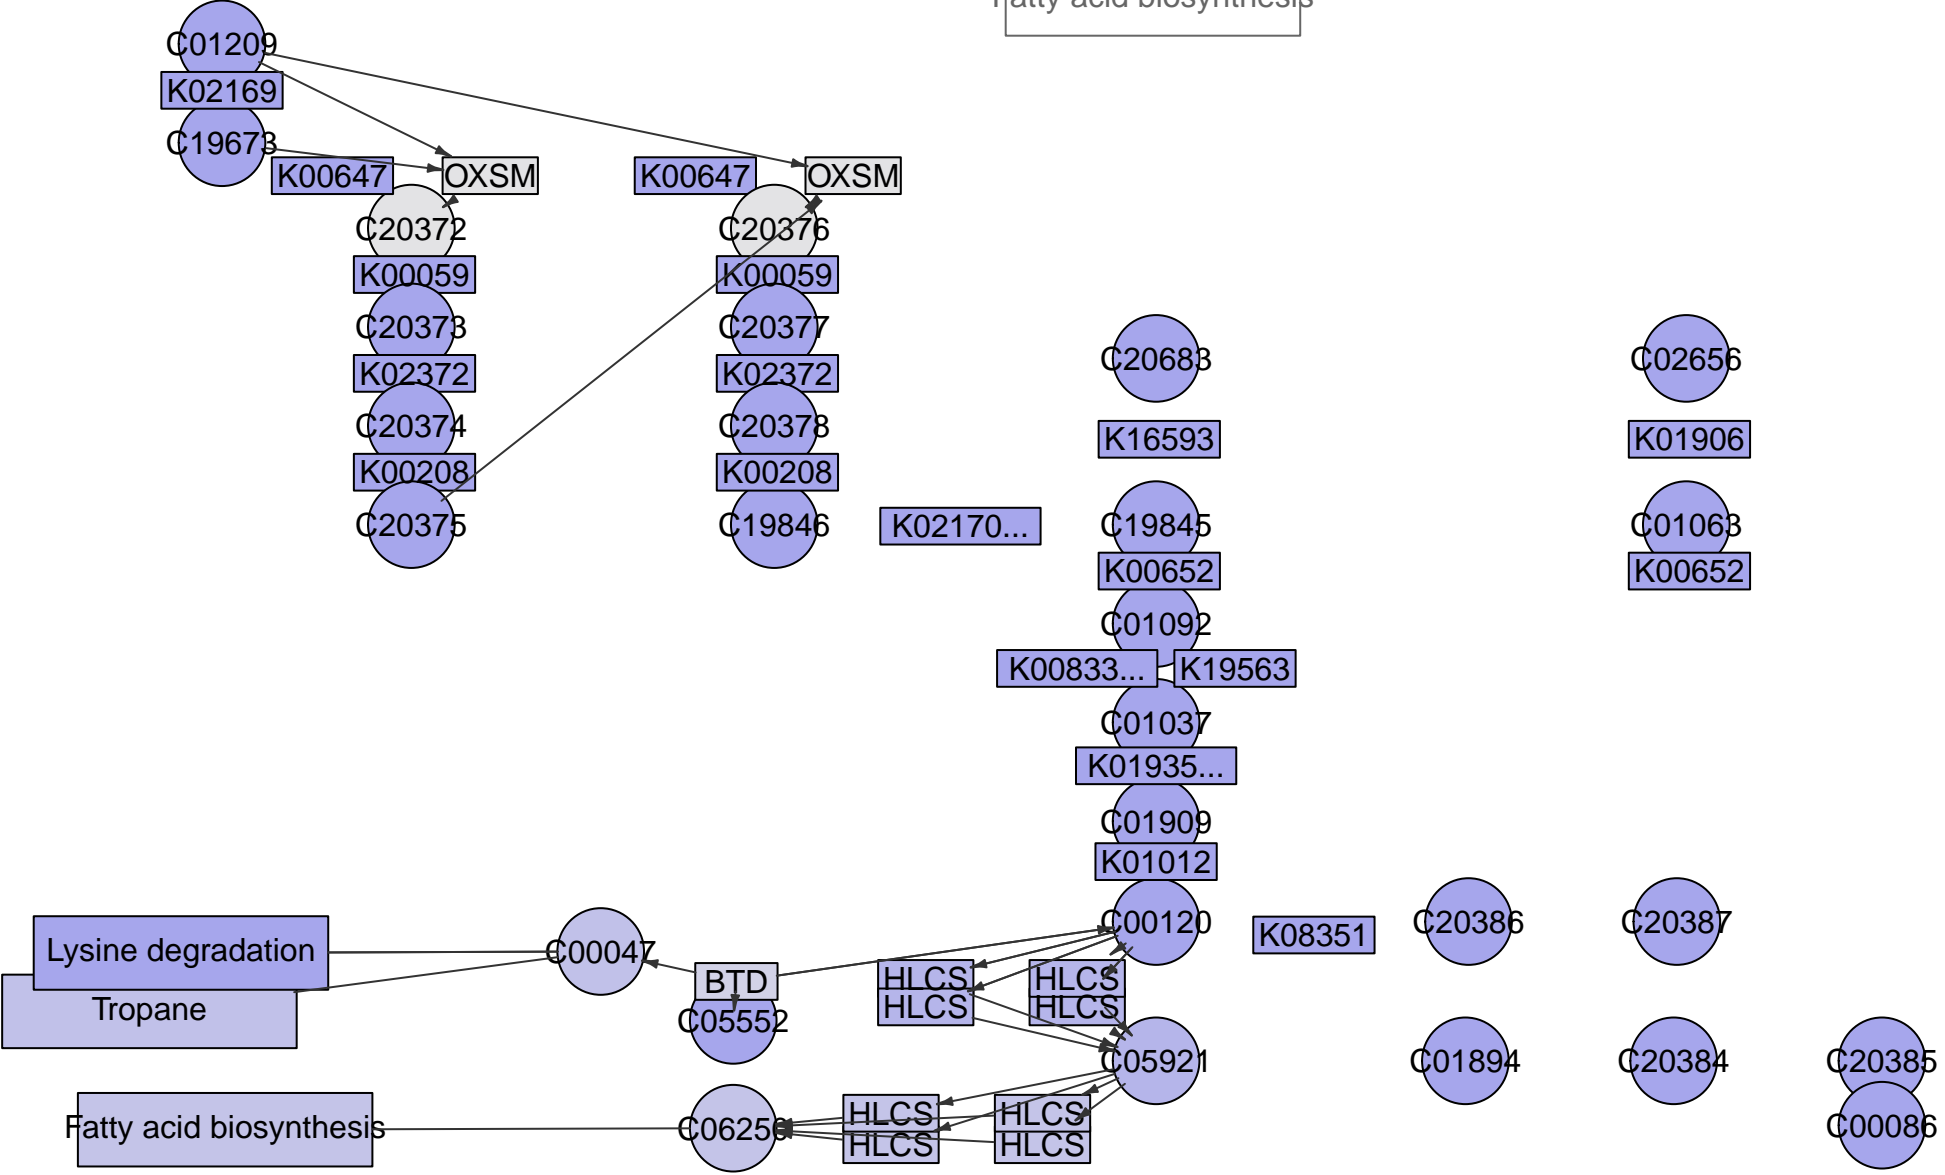 Fatty acid biosynthesis
C01209
K02169
C19673
K00647
OXSM
K00647
OXSM
C20372
C20376
K00059
K00059
C20373
C20377
C20683
C02656
K02372
K02372
C20374
C20378
K16593
K01906
K00208
K00208
C20375
C19846
K02170...
C19845
C01063
K00652
K00652
C01092
K00833...
K19563
C01037
K01935...
C01909
K01012
C00120
K08351
C20386
C20387
Lysine degradation
C00047
BTD
HLCS
HLCS
Tropane
HLCS
HLCS
C05552
C05921
C01894
C20384
C20385
Fatty acid biosynthesis
C06250
HLCS
HLCS
C00086
HLCS
HLCS